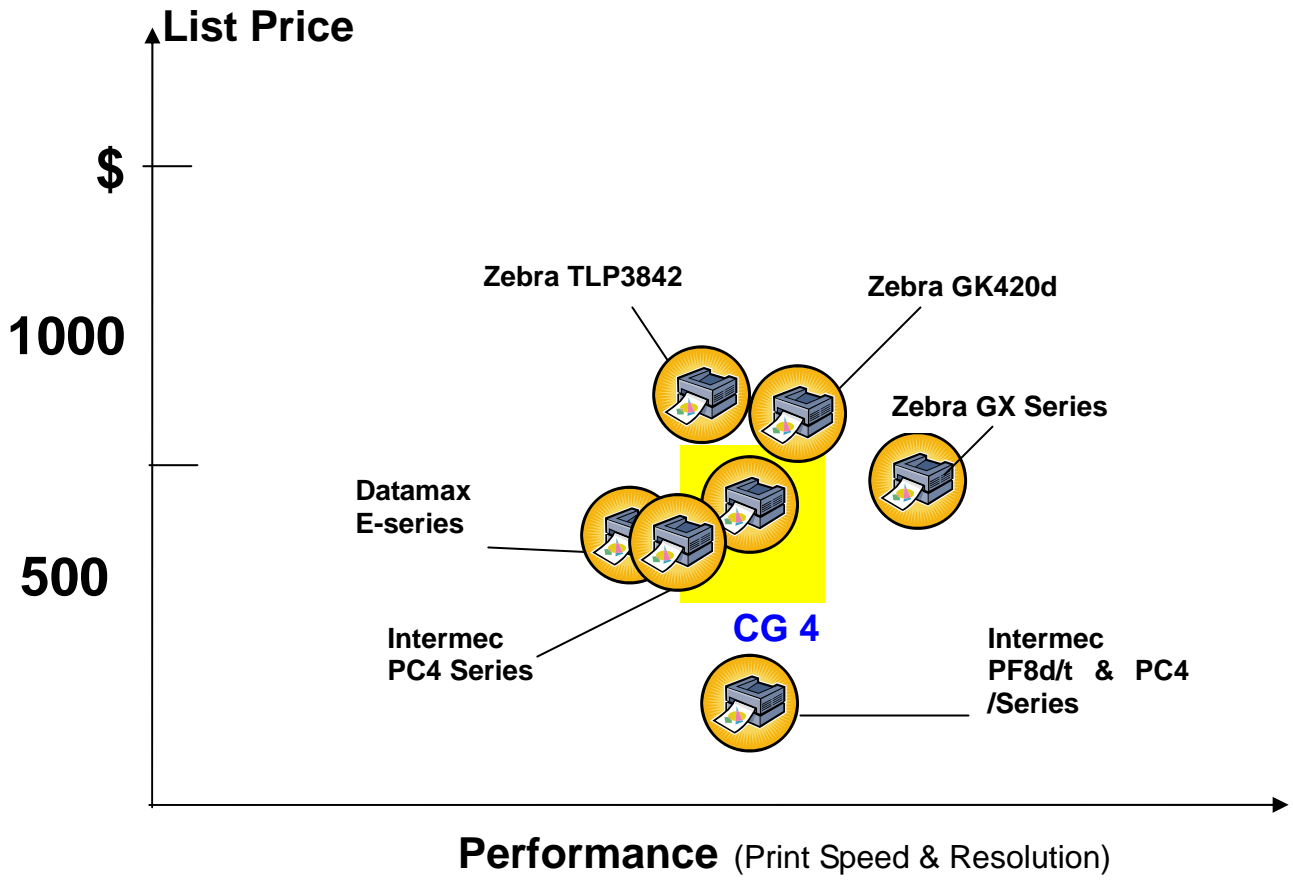 List Price
$
Zebra TLP3842
Zebra GK420d
1000
Zebra GX Series
Datamax
E-series
500
CG 4
Intermec
PC4 Series
Intermec
PF8d/t & PC4
/Series
Performance (Print Speed & Resolution)